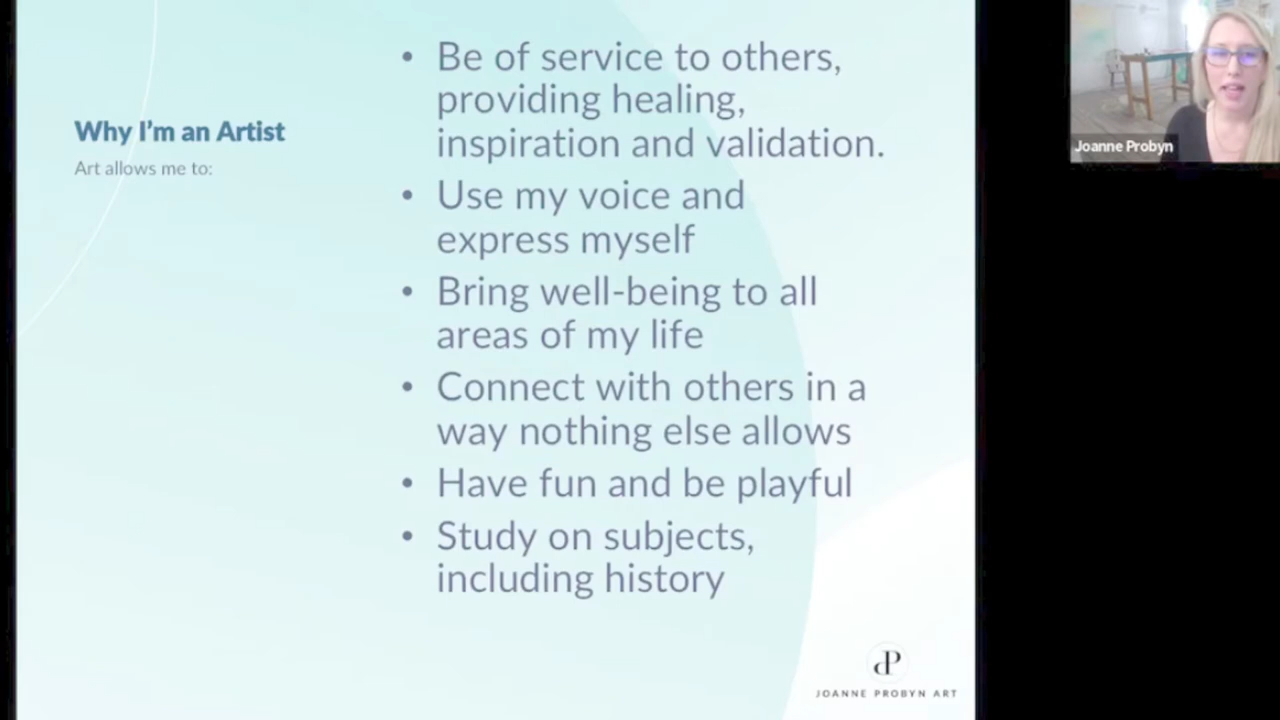 Why I'm an Artist
Art allows me to:
• Be of service to others,
providing healing,
inspiration and validation.
• Use my voice and
express myself
• Bring well-being to all
areas of my life
• Connect with others in a
way nothing else allows
• Have fun and be playful
• Study on subjects,
including history
JP
JOANNE PROBYN ART
Joanne Probyn